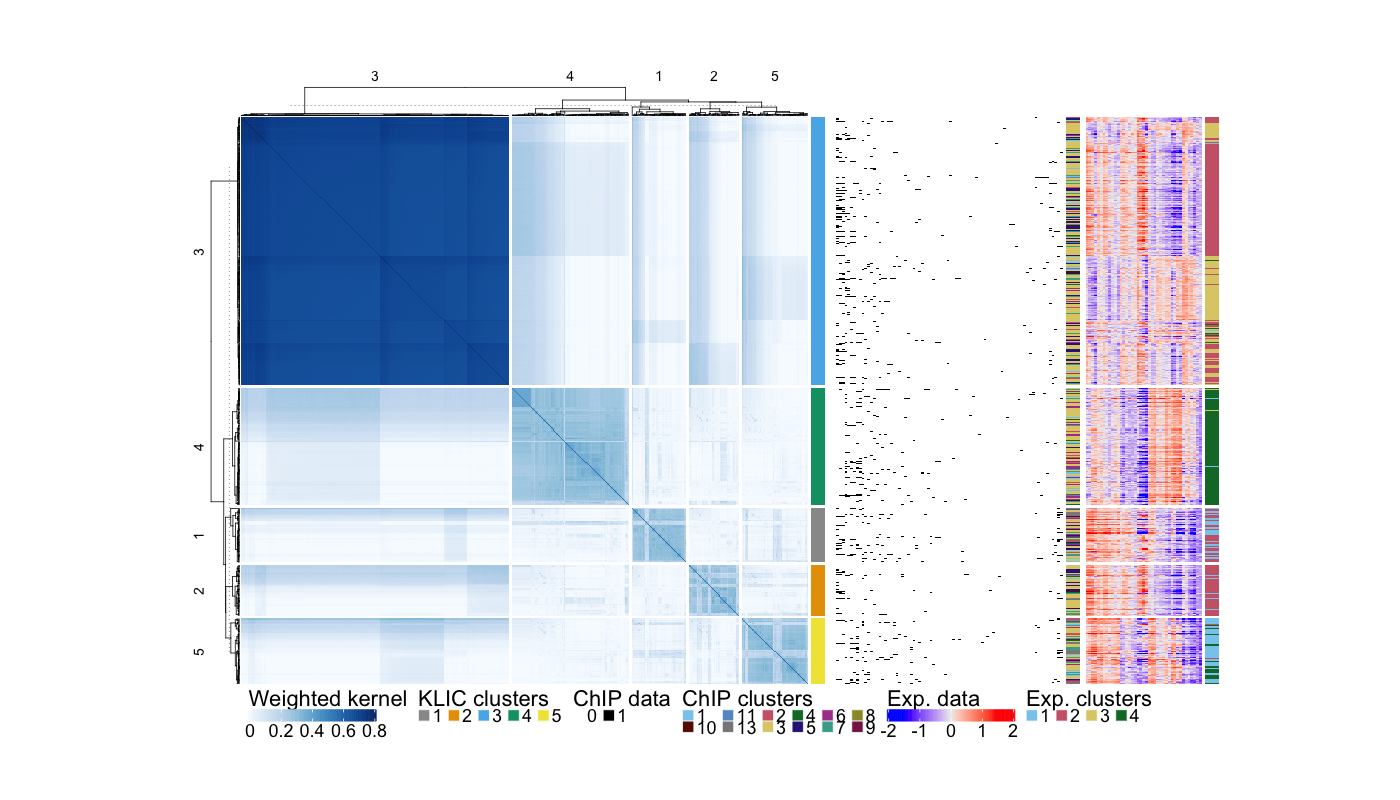 3 4 1 2 5
3
4
1
2
5
Weighted kernel KLIC clusters ChIP data ChIP clusters Exp. data Exp. clusters
1 2 3 4 5 0 1 1 11 2 4 6 8 1 2 3 4
10 13 3 5 7 9
0 0.2 0.4 0.6 0.8 -2 -1 0 1 2